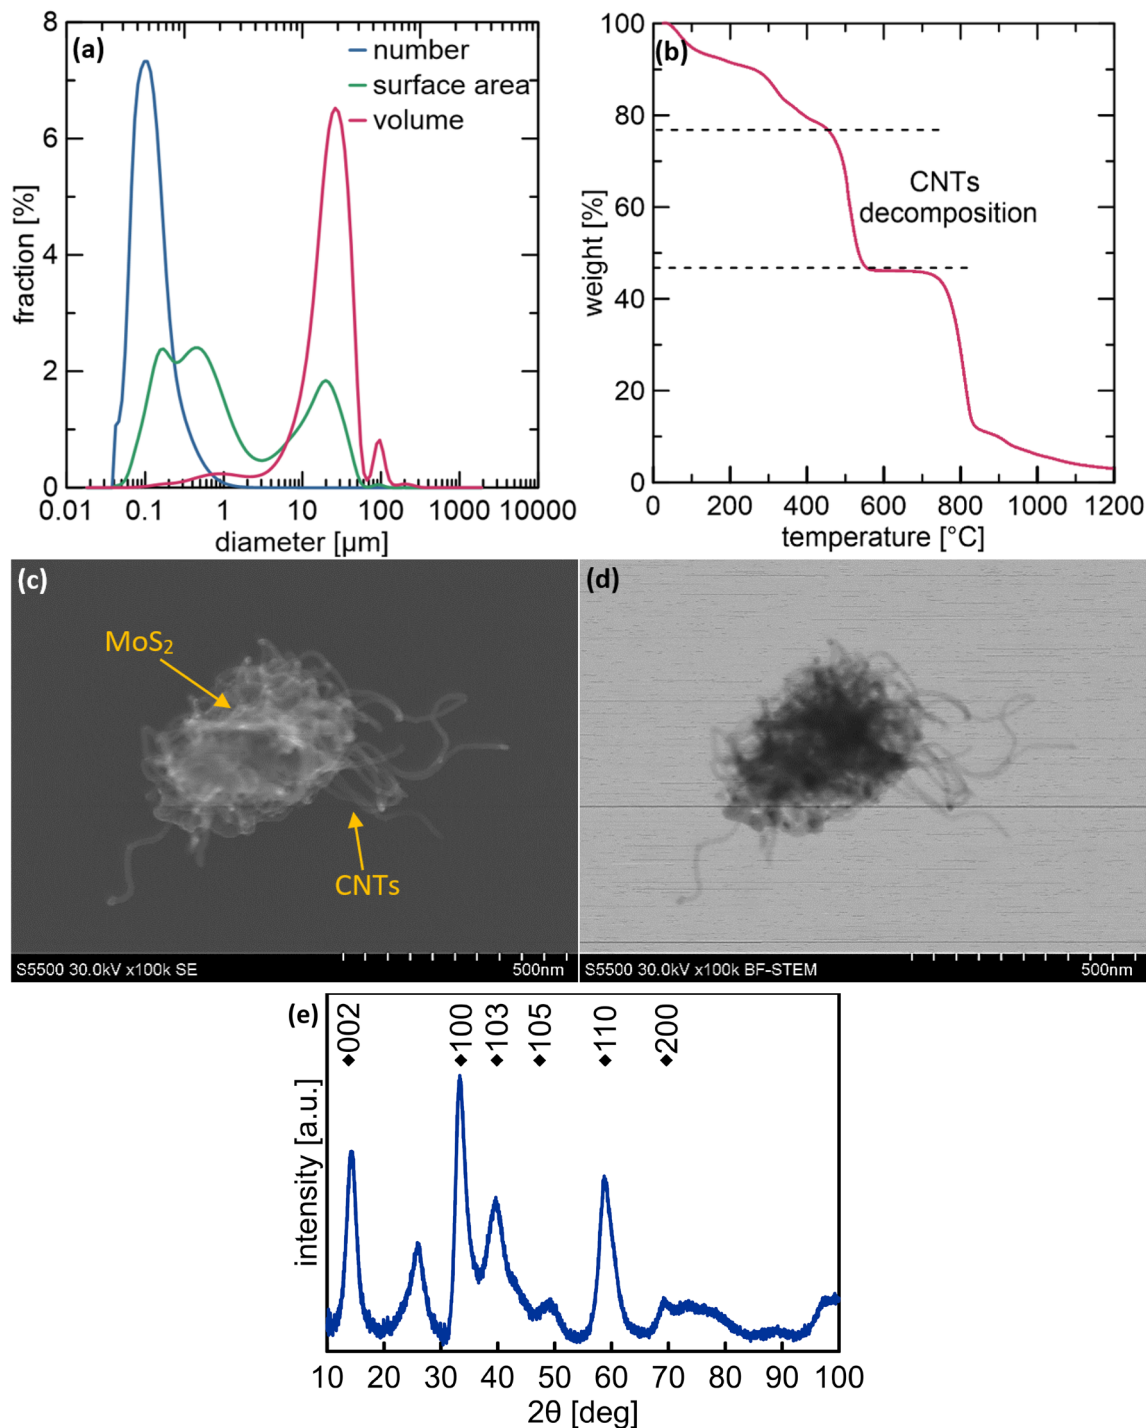 (a)
number
surface area
volume
8
6
4
2
0
fraction [%]
0.01 0.1 1 10 100 1000 10000
diameter [µm]
(b)
100
80
60
40
20
0
weight [%]
CNTs
decomposition
0 200 400 600 800 1000 1200
temperature [°C]
(c)
MoS₂
CNTs
S5500 30.0kV x100k SE 500nm
(d)
S5500 30.0kV x100k BF-STEM 500nm
(e)
◆002 ◆100 ◆103 ◆105 ◆110 ◆200
intensity [a.u.]
10 20 30 40 50 60 70 80 90 100
2θ [deg]